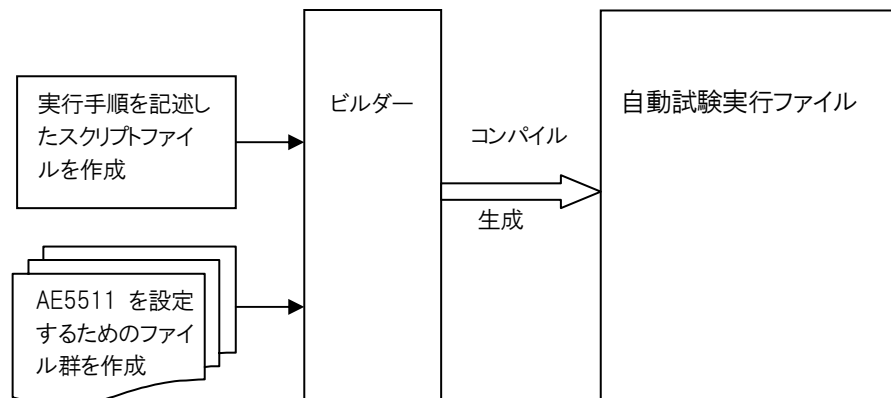 実行手順を記述し
たスクリプトファイ
ルを作成
AE5511 を設定
するためのファイ
ル群を作成
ビルダー
コンパイル
生成
自動試験実行ファイル